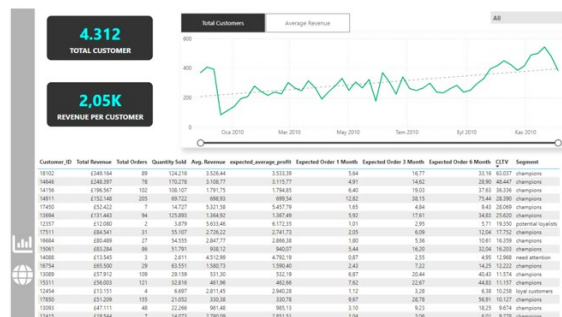 4.312
TOTAL CUSTOMER
2,05K
REVENUE PER CUSTOMER
Total Customers Average Revenue
All
600
400
200
0
Oca 2010 Mar 2010 May 2010 Tem 2010 Eyl 2010 Kas 2010
Customer_ID Total Revenue Total Orders Quantity Sold Avg. Revenue expected_average_profit Expected Order 1 Month Expected Order 3 Month Expected Order 6 Month CLTV Segment
18102 £349.164 89 124.216 3.526,44 3.533,39 5,64 16,77 33,16 63.037 champions
14646 £248.397 78 170.278 3.108,77 3.115,77 4,91 14,62 28,90 48.447 champions
14156 £196.567 102 108.107 1.791,75 1.794,85 6,40 19,03 37,63 36.336 champions
14911 £152.148 205 69.722 698,93 699,54 12,82 38,15 75,44 28.390 champions
17450 £52.422 7 14.727 5.321,58 5.457,79 1,65 4,84 9,43 28.069 champions
13694 £131.443 94 125.893 1.364,92 1.367,49 5,92 17,61 34,83 25.620 champions
12357 £12.080 2 3.879 5.633,46 6.172,35 1,01 2,95 5,71 19.350 potential loyalists
17511 £84.541 31 55.107 2.726,22 2.741,73 2,05 6,09 12,04 17.752 champions
16684 £80.489 27 54.555 2.847,77 2.866,38 1,80 5,36 10,61 16.359 champions
15061 £83.284 86 51.791 938,12 940,07 5,44 16,20 32,04 16.203 champions
14088 £13.545 3 2.611 4.512,99 4.792,19 0,87 2,55 4,95 12.968 need attention
16754 £65.500 29 63.551 1.580,73 1.590,40 2,43 7,22 14,25 12.222 champions
13089 £57.912 109 29.159 531,30 532,19 6,87 20,44 40,43 11.574 champions
15311 £56.003 121 32.616 461,96 462,66 7,62 22,67 44,83 11.157 champions
12454 £13.151 4 6.697 2.811,45 2.940,28 1,12 3,28 6,38 10.258 loyal customers
17850 £51.209 155 21.052 330,38 330,78 9,67 28,78 56,91 10.127 champions
13093 £47.111 48 22.266 981,48 985,13 3,10 9,23 18,25 9.674 champions